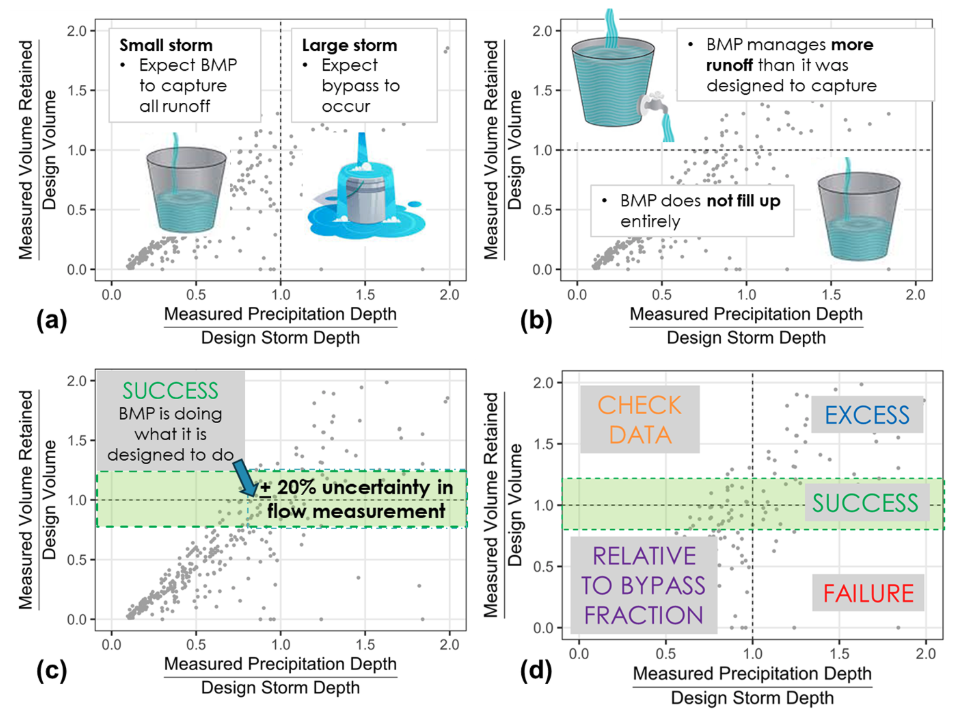 Measured Volume Retained
Design Volume
2.0
1.5
1.0
0.5
0.0
Small storm
• Expect BMP
to capture
all runoff
Large storm
• Expect
bypass to
occur
0.0 0.5 1.0 1.5 2.0
Measured Precipitation Depth
Design Storm Depth
(a)
Measured Volume Retained
Design Volume
2.0
1.5
1.0
0.5
0.0
• BMP manages more
runoff than it was
designed to capture
• BMP does not fill up
entirely
0.0 0.5 1.0 1.5 2.0
Measured Precipitation Depth
Design Storm Depth
(b)
Measured Volume Retained
Design Volume
2.0
1.5
1.0
0.5
0.0
SUCCESS
BMP is doing
what it is
designed to do
± 20% uncertainty in
flow measurement
0.0 0.5 1.0 1.5 2.0
Measured Precipitation Depth
Design Storm Depth
(c)
Measured Volume Retained
Design Volume
2.0
1.5
1.0
0.5
0.0
CHECK
DATA
EXCESS
SUCCESS
RELATIVE
TO BYPASS
FRACTION
FAILURE
0.0 0.5 1.0 1.5 2.0
Measured Precipitation Depth
Design Storm Depth
(d)